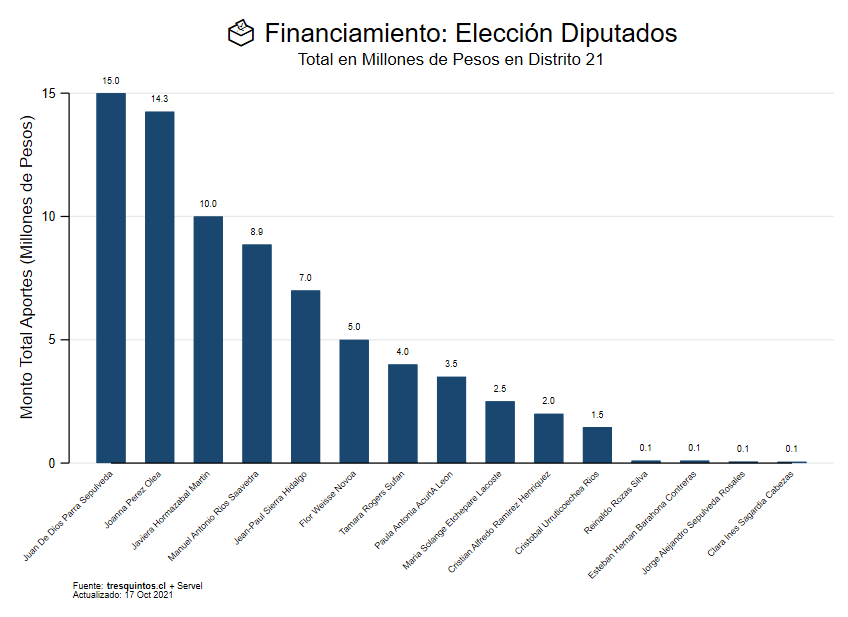 Financiamiento: Elección Diputados
Total en Millones de Pesos en Distrito 21
Monto Total Aportes (Millones de Pesos)
15
10
5
0
15.0
14.3
10.0
8.9
7.0
5.0
4.0
3.5
2.5
2.0
1.5
0.1
0.1
0.1
0.1
Juan De Dios Parra Sepulveda
Joanna Perez Olea
Javiera Hormazabal Martin
Manuel Antonio Rios Saavedra
Jean-Paul Sierra Hidalgo
Flor Weisse Novoa
Tamara Rogers Sufan
Paula Antonia AcuñA Leon
Maria Solange Etchepare Lacoste
Cristian Alfredo Ramirez Henriquez
Cristobal Urruticoechea Rios
Reinaldo Rozas Silva
Esteban Hernan Barahona Contreras
Jorge Alejandro Sepulveda Rosales
Clara Ines Sagardia Cabezas
Fuente: tresquintos.cl + Servel
Actualizado: 17 Oct 2021